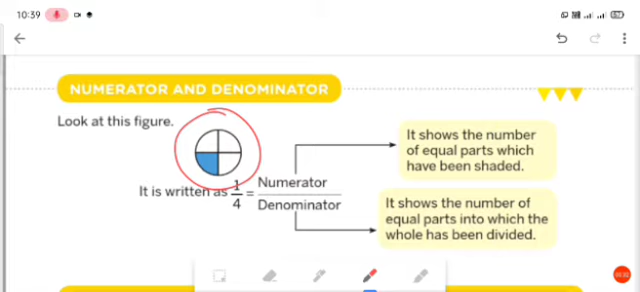 10:39
NUMERATOR AND DENOMINATOR
Look at this figure.
It shows the number
of equal parts which
have been shaded.
It is written as 1/4 = Numerator/Denominator
It shows the number of
equal parts into which the
whole has been divided.